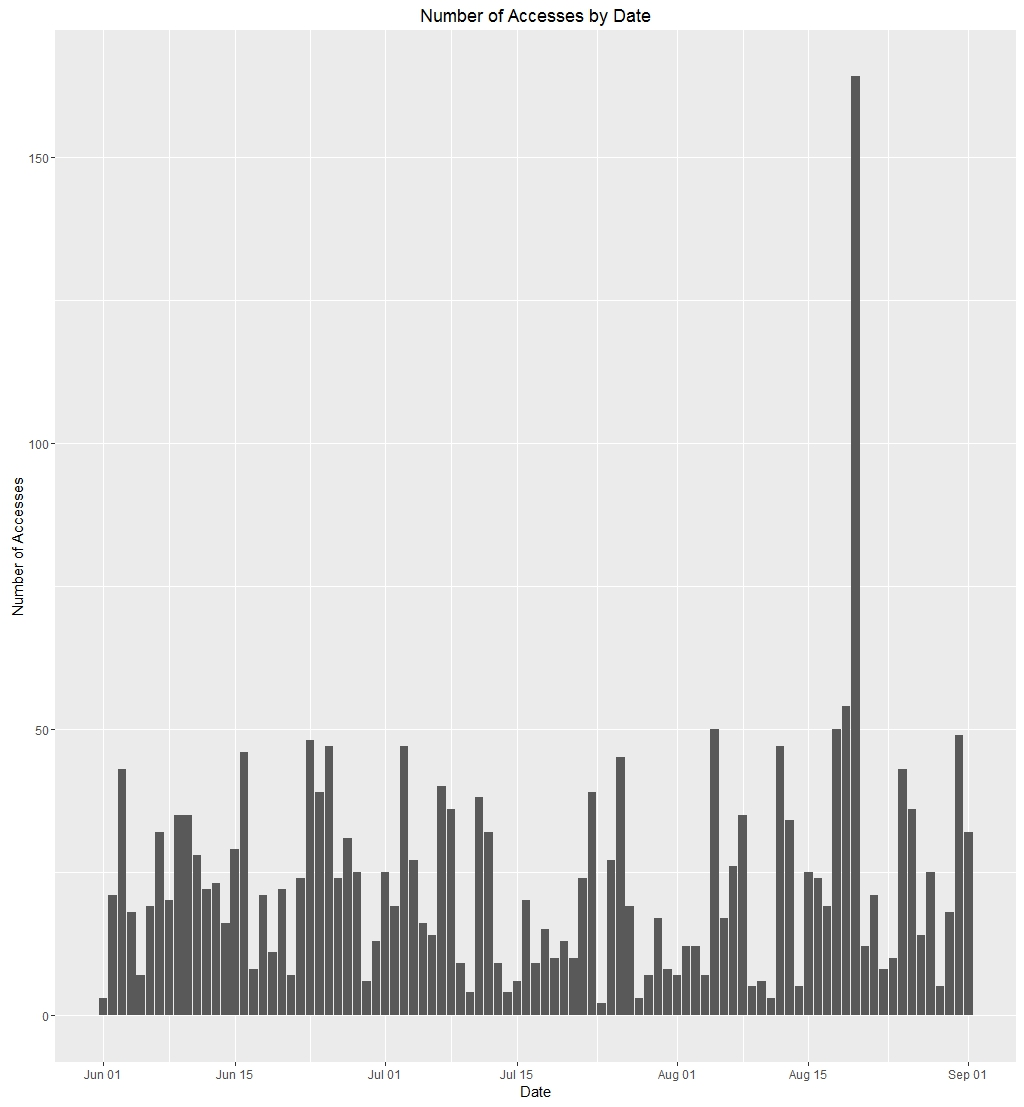 Number of Accesses by Date
Number of Accesses
150
100
50
0
Jun 01
Jun 15
Jul 01
Jul 15
Aug 01
Aug 15
Sep 01
Date